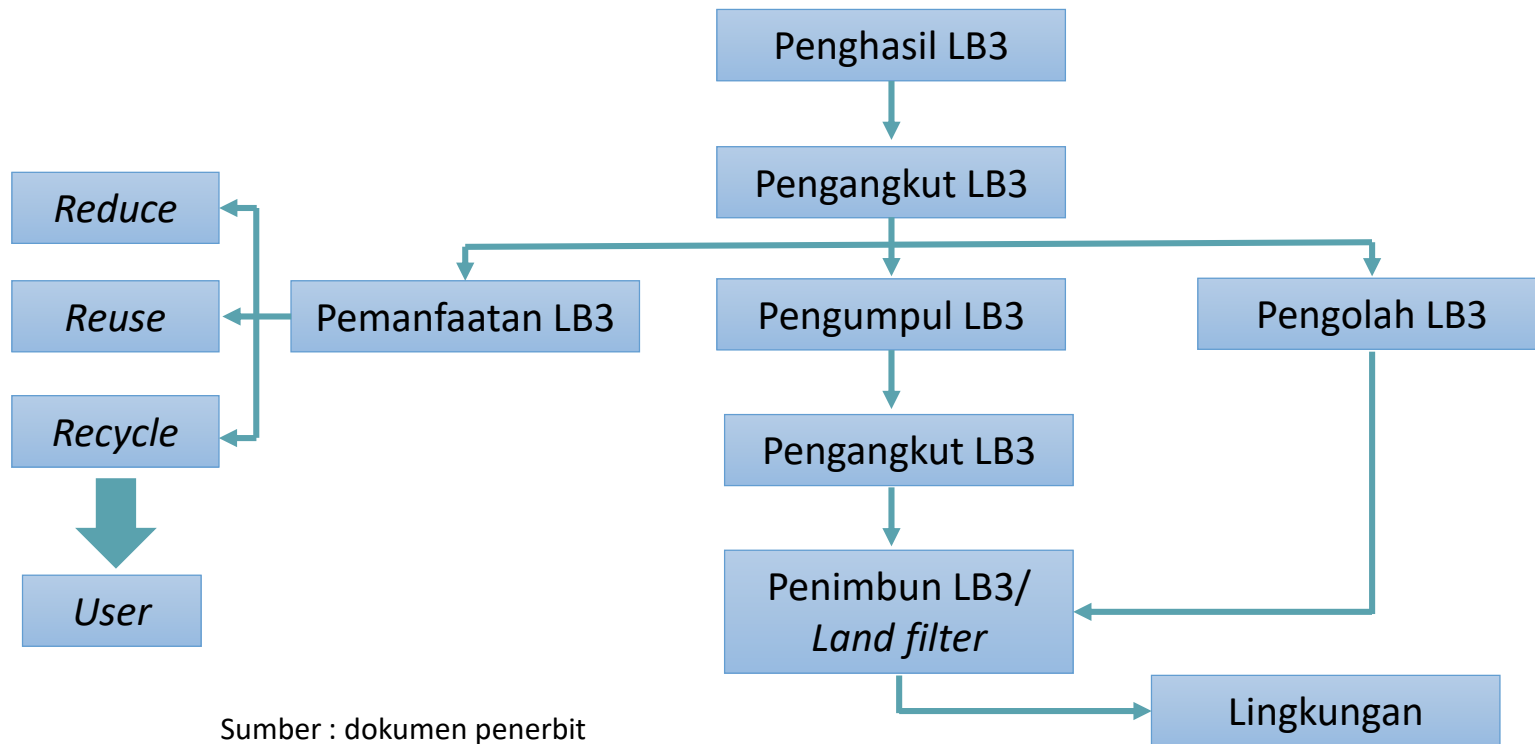 Penghasil LB3
Pengangkut LB3
Reduce
Reuse
Recycle
User
Pemanfaatan LB3
Pengumpul LB3
Pengolah LB3
Pengangkut LB3
Penimbun LB3/
Land filter
Lingkungan
Sumber : dokumen penerbit